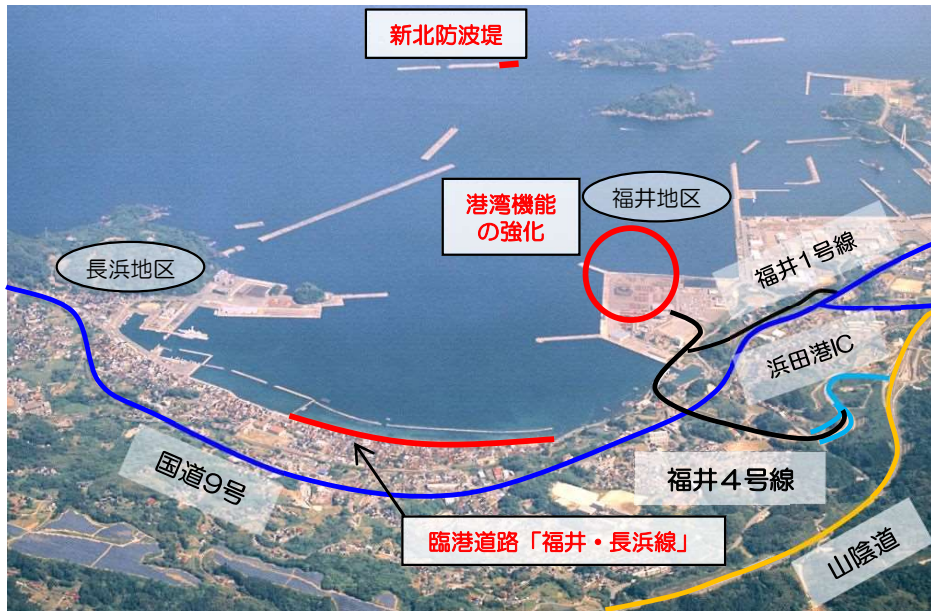 新北防波堤
港湾機能
の強化
福井地区
長浜地区
福井1号線
浜田港IC
国道9号
福井4号線
臨港道路「福井・長浜線」
山陰道